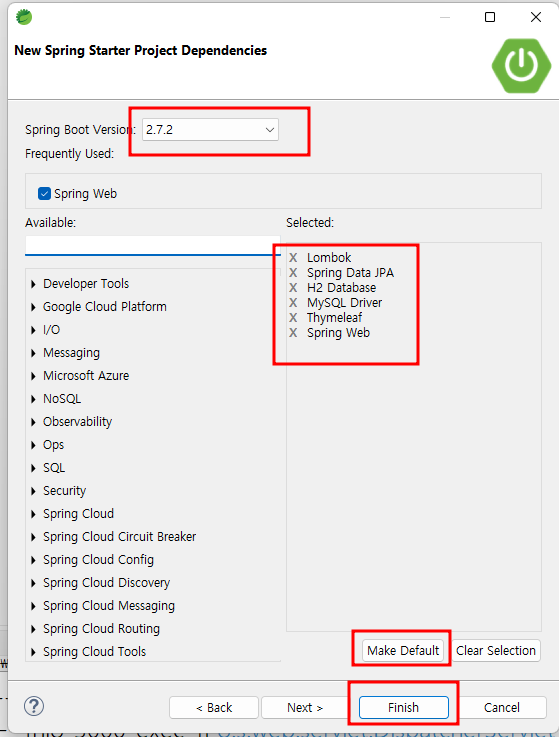 New Spring Starter Project Dependencies
Spring Boot Version: 2.7.2
Frequently Used:
Spring Web
Available:
Selected:
X Lombok
X Spring Data JPA
X H2 Database
X MySQL Driver
X Thymeleaf
X Spring Web
Developer Tools
Google Cloud Platform
I/O
Messaging
Microsoft Azure
NoSQL
Observability
Ops
SQL
Security
Spring Cloud
Spring Cloud Circuit Breaker
Spring Cloud Config
Spring Cloud Discovery
Spring Cloud Messaging
Spring Cloud Routing
Spring Cloud Tools
Make Default
Clear Selection
?
< Back
Next >
Finish
Cancel